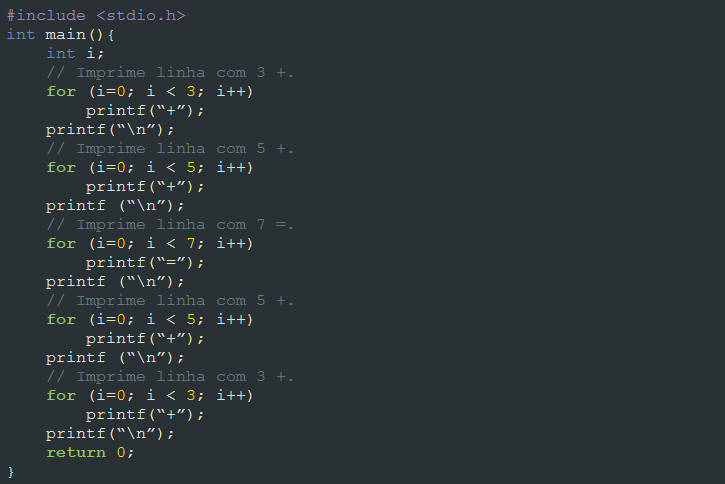 #include <stdio.h>
int main(){
    int i;
    // Imprime linha com 3 +.
    for (i=0; i < 3; i++)
        printf(“+”);
    printf(“\n”);
    // Imprime linha com 5 +.
    for (i=0; i < 5; i++)
        printf(“+”);
    printf (“\n”);
    // Imprime linha com 7 =.
    for (i=0; i < 7; i++)
        printf(“=”);
    printf (“\n”);
    // Imprime linha com 5 +.
    for (i=0; i < 5; i++)
        printf(“+”);
    printf (“\n”);
    // Imprime linha com 3 +.
    for (i=0; i < 3; i++)
        printf(“+”);
    printf(“\n”);
    return 0;
}